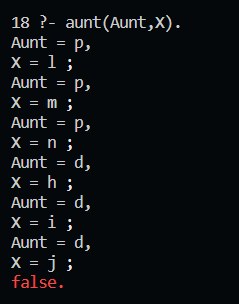 18 ?- aunt(Aunt,X).
Aunt = p,
X = l ;
Aunt = p,
X = m ;
Aunt = p,
X = n ;
Aunt = d,
X = h ;
Aunt = d,
X = i ;
Aunt = d,
X = j ;
false.